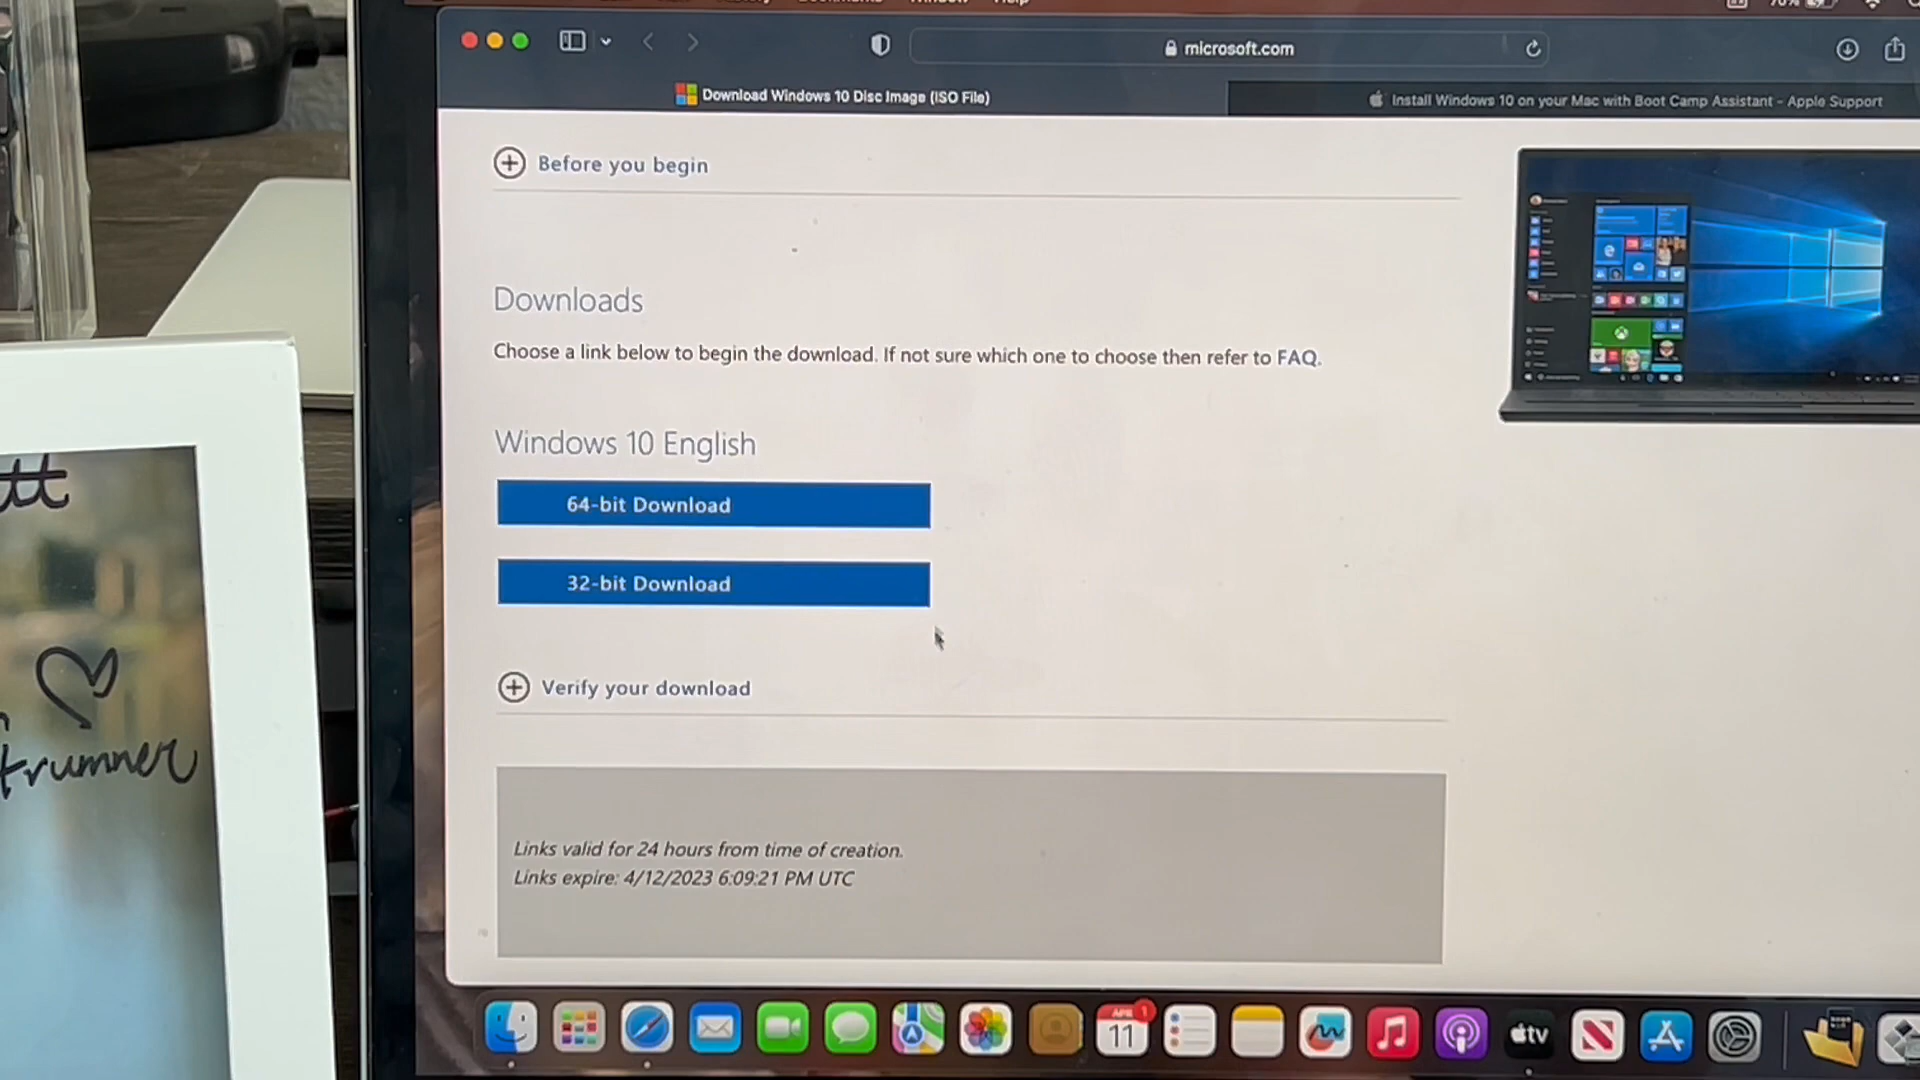 microsoft.com
Download Windows 10 Disc Image (ISO File)
Install Windows 10 on your Mac with Boot Camp Assistant - Apple Support
Before you begin
Downloads
Choose a link below to begin the download. If not sure which one to choose then refer to FAQ.
Windows 10 English
64-bit Download
32-bit Download
Verify your download
Links valid for 24 hours from time of creation.
Links expire: 4/12/2023 6:09:21 PM UTC
APR
1
11
tv
tt
trumner